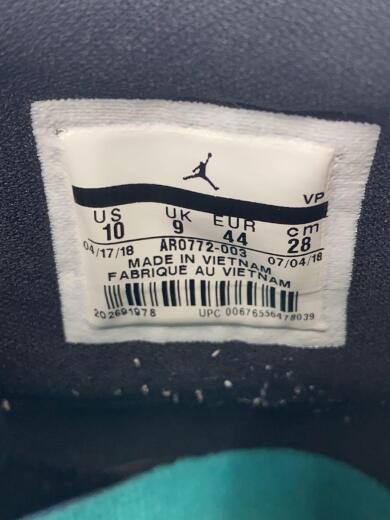 VP
US UK EUR cm
10 9 44 28
04/17/18 AR0772-003 07/04/18
MADE IN VIETNAM
FABRIQUE AU VIETNAM
202691978 UPC 00676556478039